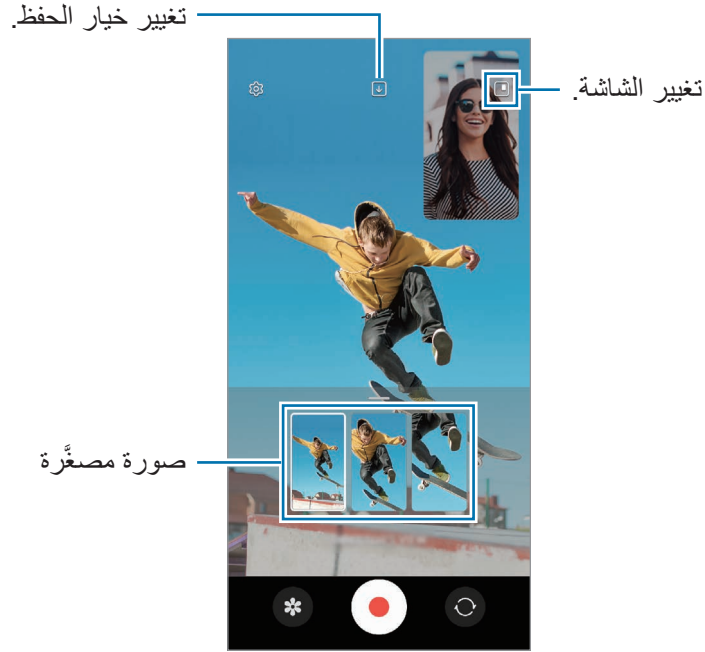 تغيير خيار الحفظ.
تغيير الشاشة.
صورة مصغَّرة